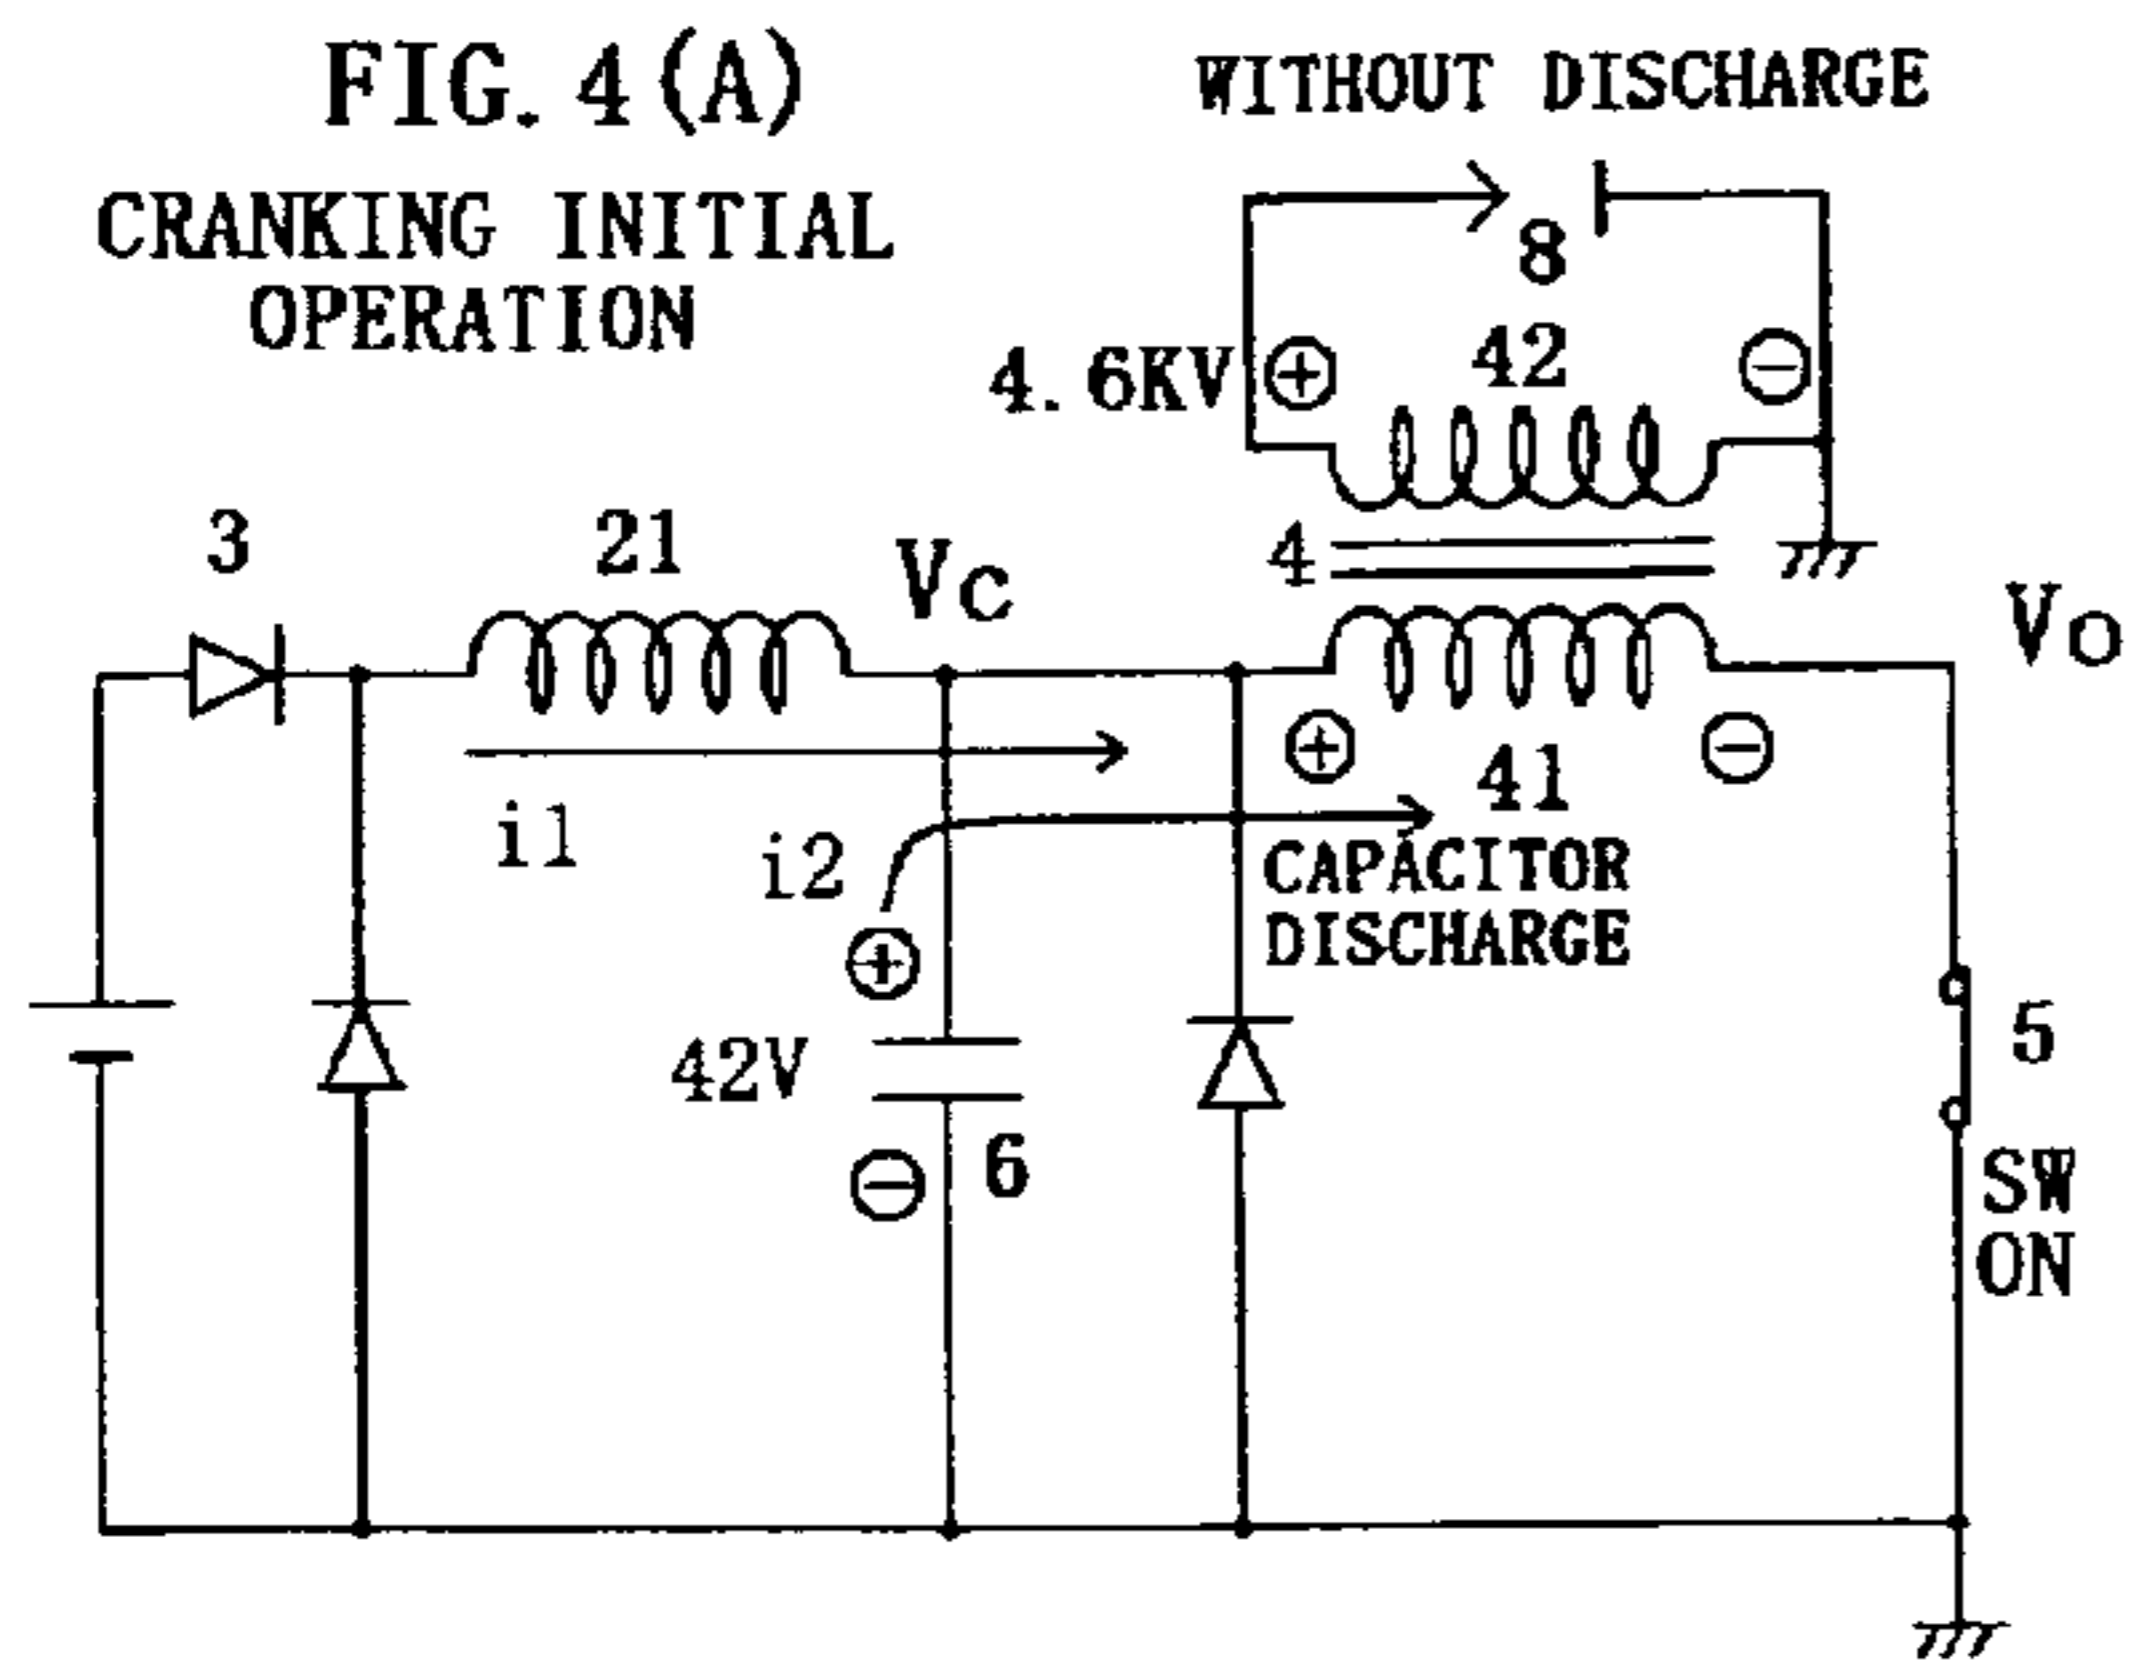 FIG. 4 (A)
WITHOUT DISCHARGE
CRANKING INITIAL
OPERATION
8
4.6KV
42
3
21
VC
4
VO
i1
i2
41
CAPACITOR
DISCHARGE
42V
6
5
SW
ON